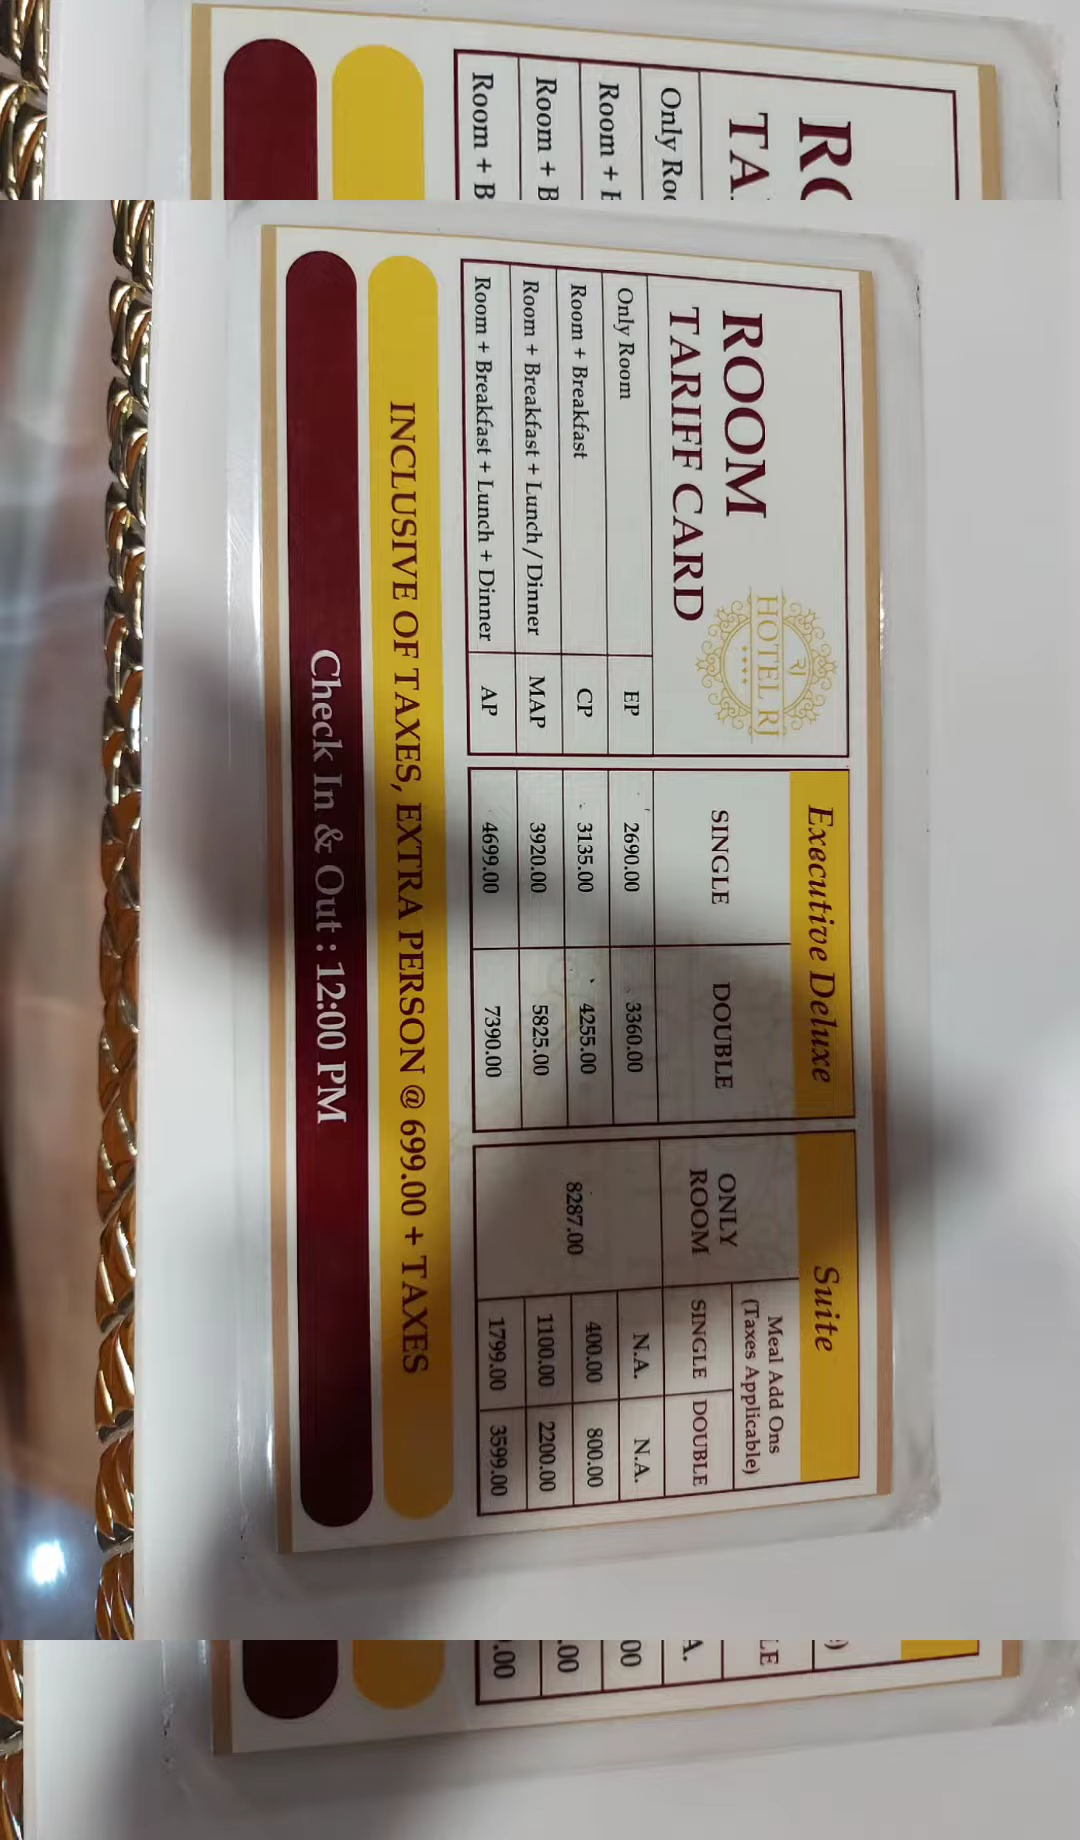 ROOM
TARIFF CARD
रा
HOTEL RJ
Executive Deluxe
Suite
SINGLE
DOUBLE
ONLY
ROOM
Meal Add Ons
(Taxes Applicable)
SINGLE DOUBLE
Only Room EP 2690.00 3360.00 8287.00 N.A. N.A.
Room + Breakfast CP 3135.00 4255.00 400.00 800.00
Room + Breakfast + Lunch / Dinner MAP 3920.00 5825.00 1100.00 2200.00
Room + Breakfast + Lunch + Dinner AP 4699.00 7390.00 1799.00 3599.00
INCLUSIVE OF TAXES, EXTRA PERSON @ 699.00 + TAXES
Check In & Out : 12:00 PM